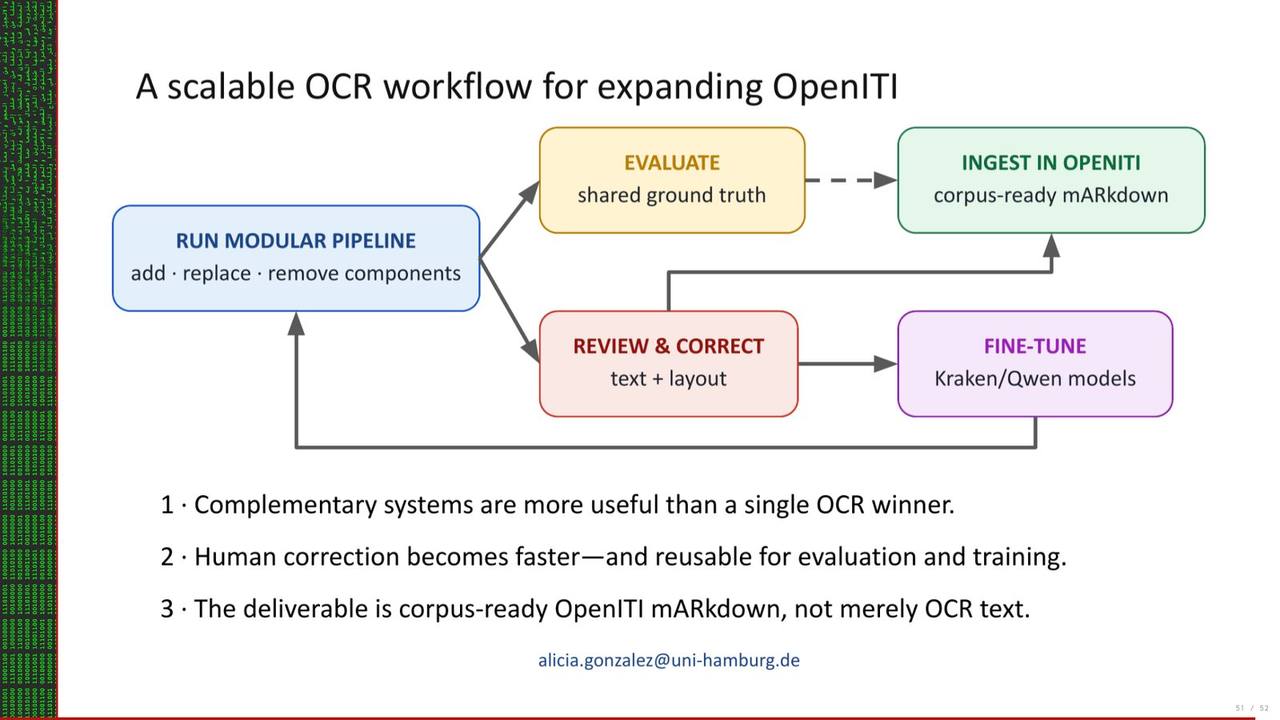 A scalable OCR workflow for expanding OpenITI
EVALUATE
shared ground truth
INGEST IN OPENITI
corpus-ready mARkdown
RUN MODULAR PIPELINE
add · replace · remove components
REVIEW & CORRECT
text + layout
FINE-TUNE
Kraken/Qwen models
1 · Complementary systems are more useful than a single OCR winner.
2 · Human correction becomes faster—and reusable for evaluation and training.
3 · The deliverable is corpus-ready OpenITI mARkdown, not merely OCR text.
alicia.gonzalez@uni-hamburg.de
51 / 52